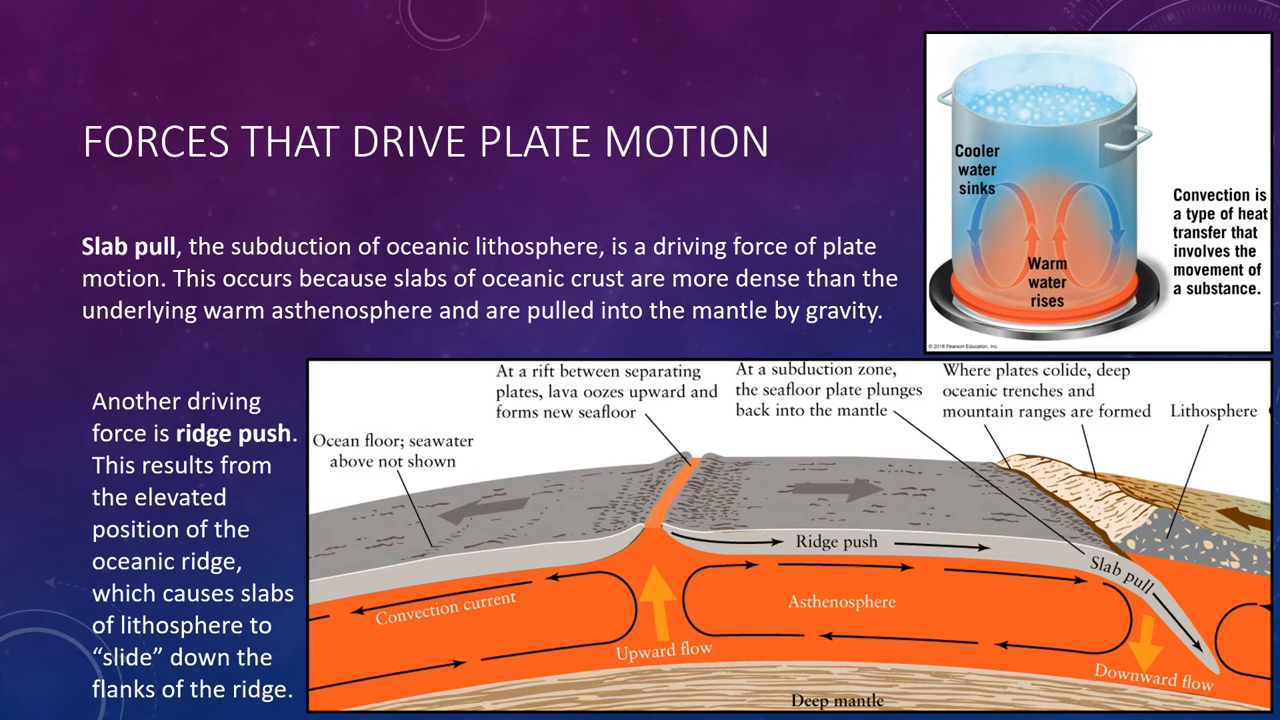 FORCES THAT DRIVE PLATE MOTION
Slab pull, the subduction of oceanic lithosphere, is a driving force of plate
motion. This occurs because slabs of oceanic crust are more dense than the
underlying warm asthenosphere and are pulled into the mantle by gravity.
Cooler
water
sinks
Warm
water
rises
Convection is
a type of heat
transfer that
involves the
movement of
a substance.
© 2018 Pearson Education, Inc.
Another driving
force is ridge push.
This results from
the elevated
position of the
oceanic ridge,
which causes slabs
of lithosphere to
“slide” down the
flanks of the ridge.
Ocean floor; seawater
above not shown
At a rift between separating
plates, lava oozes upward and
forms new seafloor
At a subduction zone,
the seafloor plate plunges
back into the mantle
Where plates collide, deep
oceanic trenches and
mountain ranges are formed
Lithosphere
Ridge push
Slab pull
Convection current
Asthenosphere
Upward flow
Downward flow
Deep mantle